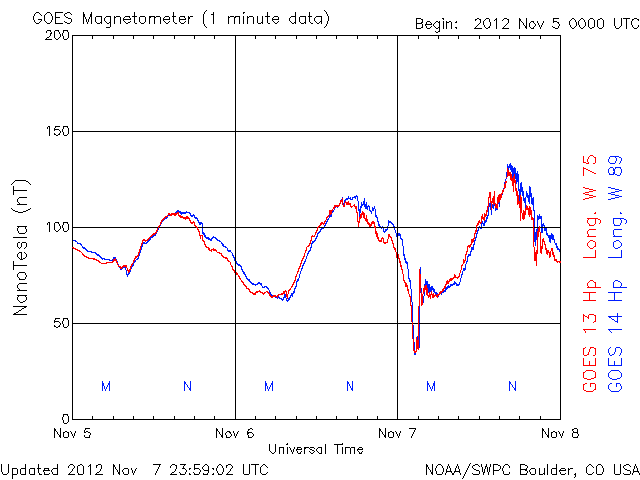 GOES Magnetometer (1 minute data)
Begin: 2012 Nov 5 0000 UTC
200
150
100
50
0
NanoTesla (nT)
M N M N M N
Nov 5 Nov 6 Nov 7 Nov 8
Universal Time
GOES 13 Hp Long. W 75
GOES 14 Hp Long. W 89
Updated 2012 Nov 7 23:59:02 UTC
NOAA/SWPC Boulder, CO USA